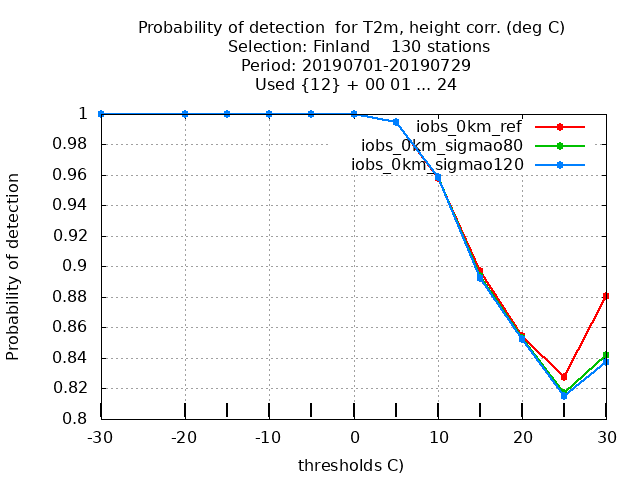 Probability of detection  for T2m, height corr. (deg C)
Selection: Finland    130 stations
Period: 20190701-20190729
Used {12} + 00 01 ... 24
Probability of detection
1
0.98
0.96
0.94
0.92
0.9
0.88
0.86
0.84
0.82
0.8
iobs_0km_ref
iobs_0km_sigmao80
iobs_0km_sigmao120
-30
-20
-10
0
10
20
30
thresholds C)